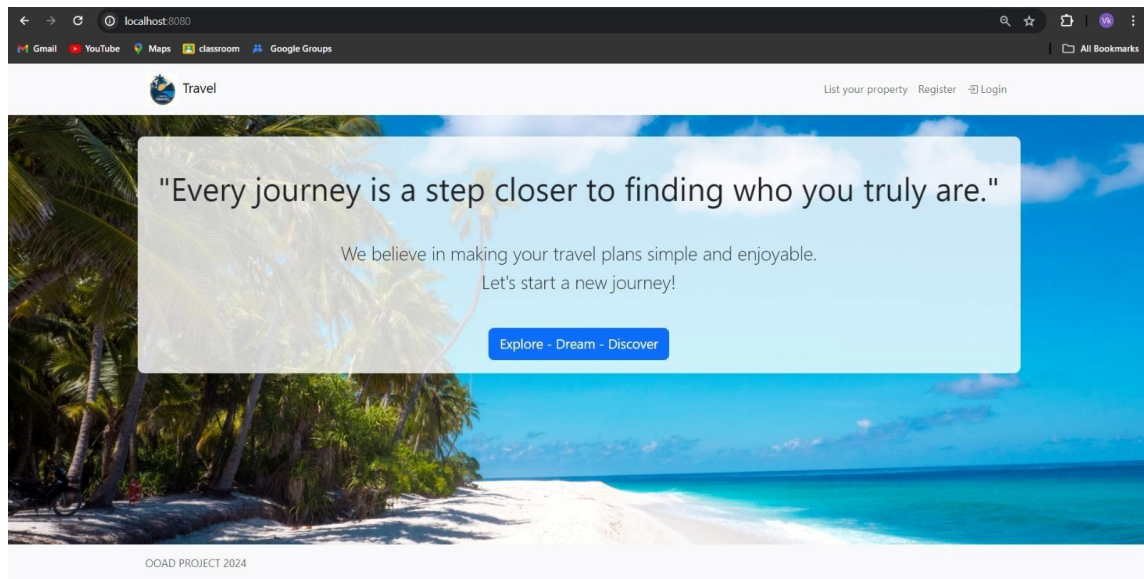 localhost:8080
Vk
Gmail YouTube Maps classroom Google Groups All Bookmarks
Travel List your property Register Login
"Every journey is a step closer to finding who you truly are."
We believe in making your travel plans simple and enjoyable.
Let's start a new journey!
Explore - Dream - Discover
OOAD PROJECT 2024